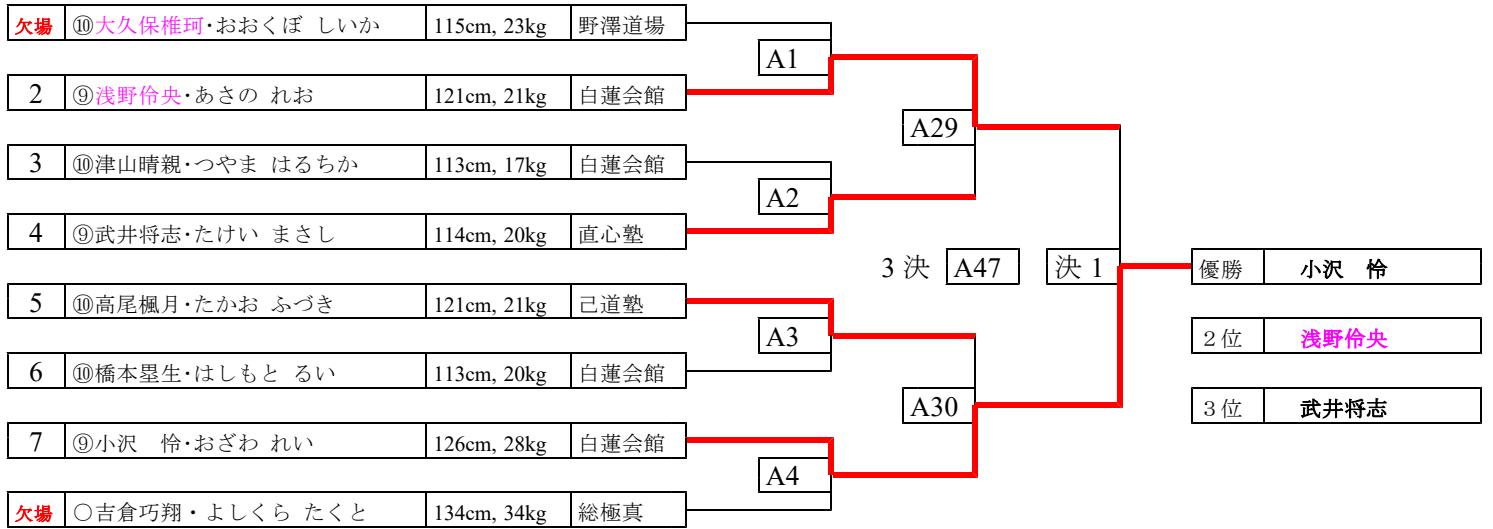 欠場 ⑩大久保椎珂･おおくぼ しいか 115cm, 23kg 野澤道場
A1
2 ⑨浅野伶央･あさの れお 121cm, 21kg 白蓮会館
A29
3 ⑩津山晴親･つやま はるちか 113cm, 17kg 白蓮会館
A2
4 ⑨武井将志･たけい まさし 114cm, 20kg 直心塾
3決 A47 決1 優勝 小沢 怜
5 ⑩高尾楓月･たかお ふづき 121cm, 21kg 己道塾
A3 2位 浅野伶央
6 ⑩橋本塁生･はしもと るい 113cm, 20kg 白蓮会館
A30 3位 武井将志
7 ⑨小沢 怜･おざわ れい 126cm, 28kg 白蓮会館
A4
欠場 〇吉倉巧翔・よしくら たくと 134cm, 34kg 総極真